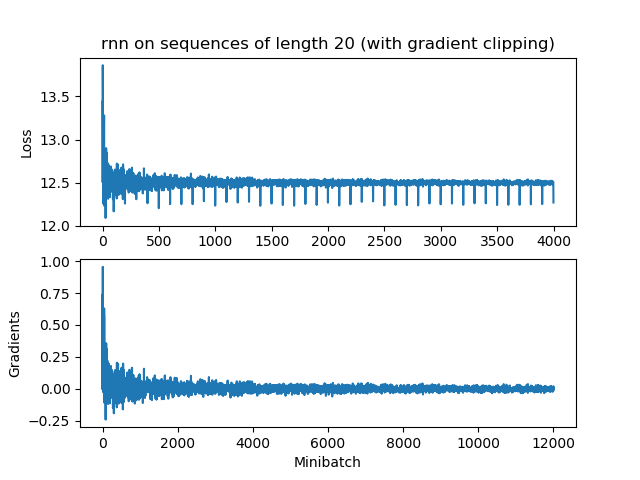 rnn on sequences of length 20 (with gradient clipping)
13.5
13.0
12.5
12.0
Loss
0 500 1000 1500 2000 2500 3000 3500 4000
1.00
0.75
0.50
0.25
0.00
−0.25
Gradients
0 2000 4000 6000 8000 10000 12000
Minibatch